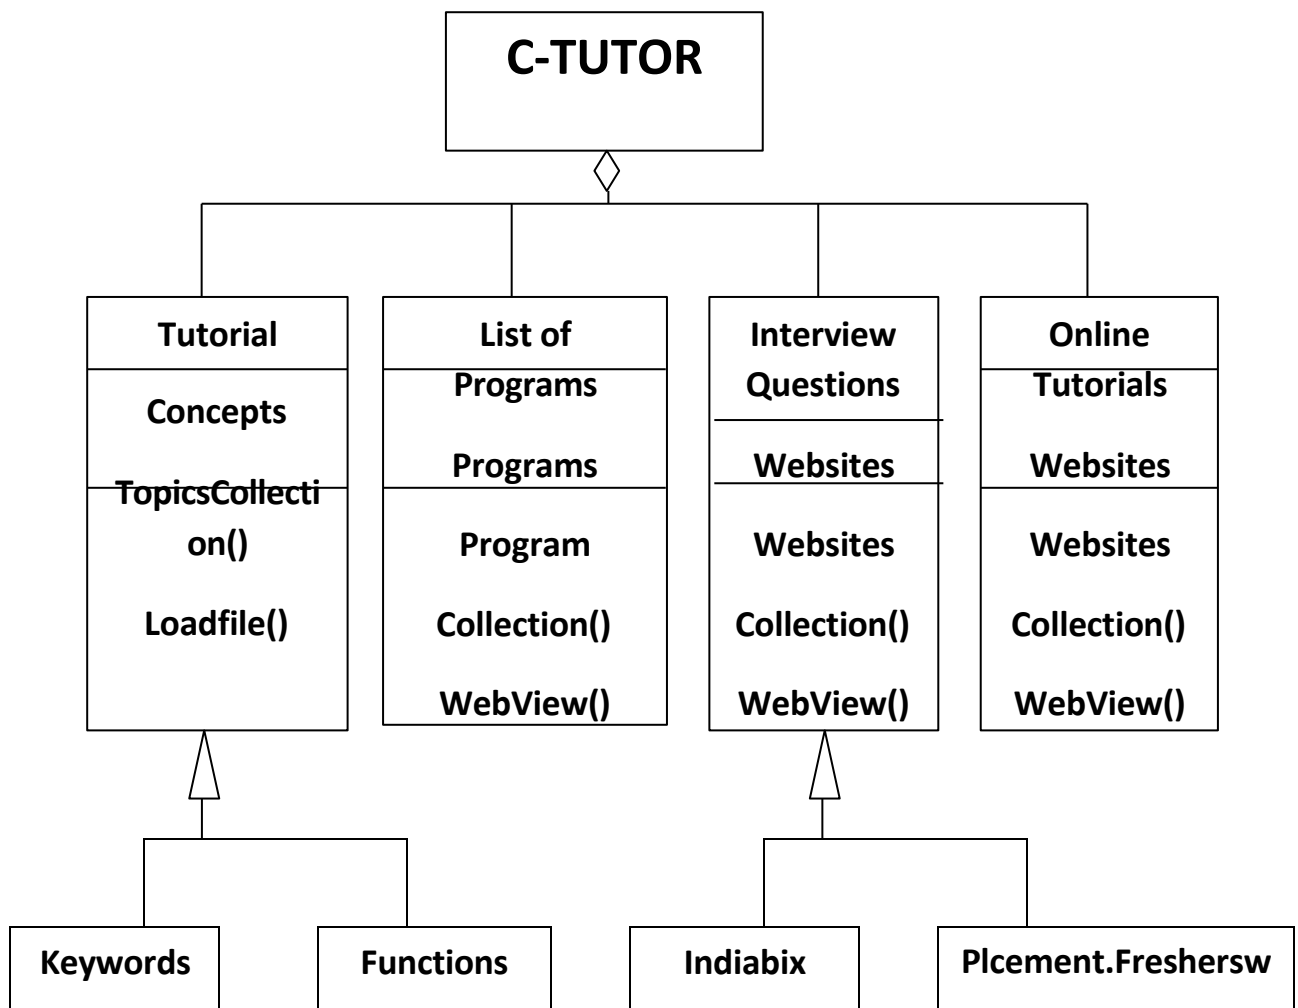 C-TUTOR
Tutorial
Concepts
TopicsCollecti
on()
Loadfile()
List of
Programs
Programs
Program
Collection()
WebView()
Interview
Questions
Websites
Websites
Collection()
WebView()
Online
Tutorials
Websites
Websites
Collection()
WebView()
Keywords
Functions
Indiabix
Plcement.Freshersw